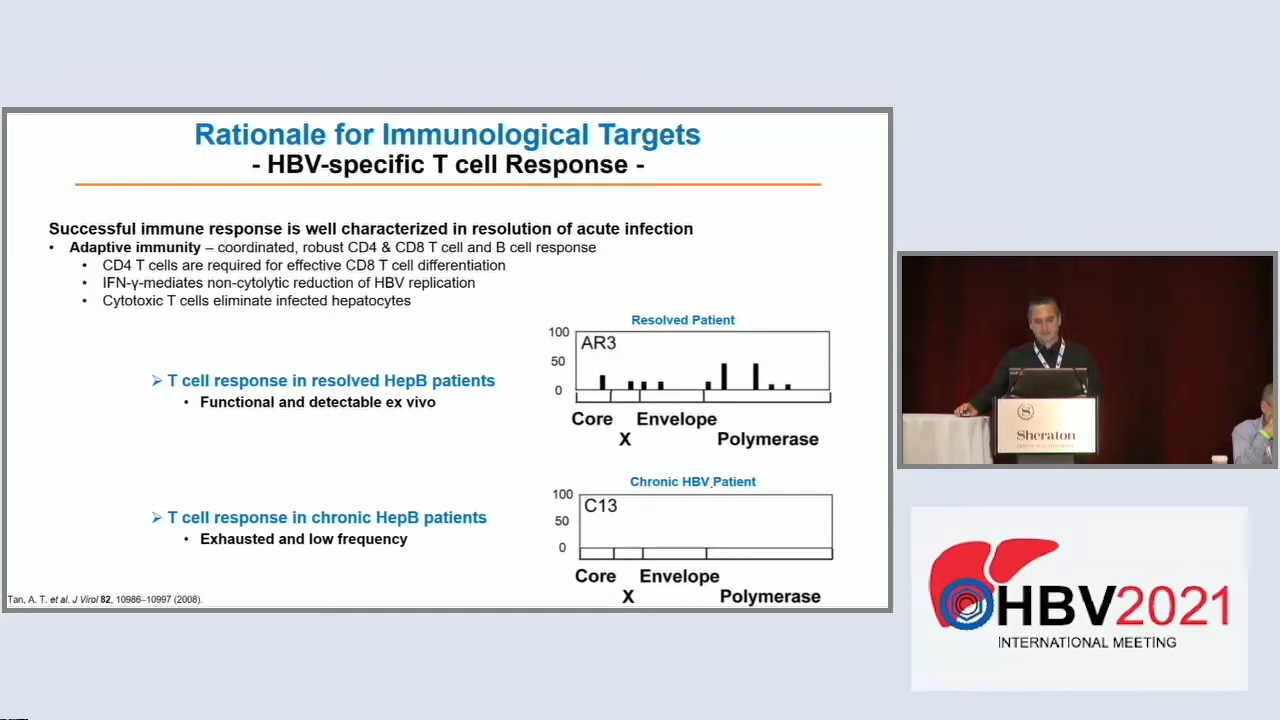 Rationale for Immunological Targets
- HBV-specific T cell Response -
Successful immune response is well characterized in resolution of acute infection
• Adaptive immunity – coordinated, robust CD4 & CD8 T cell and B cell response
• CD4 T cells are required for effective CD8 T cell differentiation
• IFN-γ-mediates non-cytolytic reduction of HBV replication
• Cytotoxic T cells eliminate infected hepatocytes
Resolved Patient
100
AR3
50
0
Core
Envelope
X
Polymerase
➢ T cell response in resolved HepB patients
• Functional and detectable ex vivo
Chronic HBV Patient
100
C13
50
0
Core
Envelope
X
Polymerase
➢ T cell response in chronic HepB patients
• Exhausted and low frequency
Tan, A. T. et al. J Virol 82, 10986–10997 (2008).
S
Sheraton
HBV2021
INTERNATIONAL MEETING